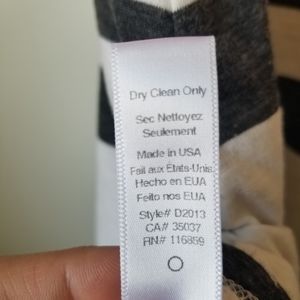 Dry Clean Only
Sec Nettoyez
Seulement
Made in USA
Fait aux États-Unis
Hecho en EUA
Feito nos EUA
Style# D2013
CA# 35037
RN# 116859